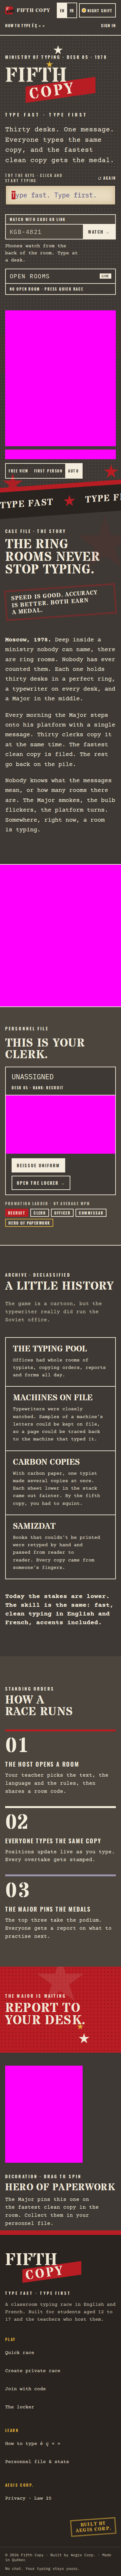 FIFTH COPY
EN
FR
NIGHT SHIFT
HOW TO TYPE É Ç « »
SIGN IN
MINISTRY OF TYPING · DESK 05 · 1978
FIFTH
COPY
TYPE FAST · TYPE FIRST
Thirty desks. One message.
Everyone types the same
copy, and the fastest
clean copy gets the medal.
Type fast. Type first.
WATCH WITH CODE OR LINK
KGB-4821
WATCH →
Phones watch from the
back of the room. Type at
a desk.
OPEN ROOMS
NO OPEN ROOM · PRESS QUICK RACE
TRY THE KEYS · CLICK AND
START TYPING
↺ AGAIN
FREE VIEW
FIRST PERSON
AUTO
TYPE FAST
TYPE FI
CASE FILE · THE STORY
THE RING
ROOMS NEVER
STOP TYPING.
SPEED IS GOOD. ACCURACY
IS BETTER. BOTH EARN
A MEDAL.
Moscow, 1978. Deep inside a
ministry nobody can name, there
are ring rooms. Nobody has ever
counted them. Each one holds
thirty desks in a perfect ring,
a typewriter on every desk, and
a Major in the middle.
Every morning the Major steps
onto his platform with a single
message. Thirty clerks copy it
at the same time. The fastest
clean copy is filed. The rest
go back on the pile.
Nobody knows what the messages
mean, or how many rooms there
are. The Major smokes, the bulb
flickers, the platform turns.
Somewhere, right now, a room
is typing.
PERSONNEL FILE
THIS IS YOUR
CLERK.
UNASSIGNED
DESK 05 · RANK: RECRUIT
REISSUE UNIFORM
OPEN THE LOCKER →
PROMOTION LADDER · BY AVERAGE WPM
RECRUIT
CLERK
OFFICER
COMMISSAR
HERO OF PAPERWORK
ARCHIVE · DECLASSIFIED
A LITTLE HISTORY
The game is a cartoon, but the
typewriter really did run the
Soviet office.
THE TYPING POOL
Offices had whole rooms of
typists, copying orders, reports
and forms all day.
MACHINES ON FILE
Typewriters were closely
watched. Samples of a machine's
letters could be kept on file,
so a page could be traced back
to the machine that typed it.
CARBON COPIES
With carbon paper, one typist
made several copies at once.
Each sheet lower in the stack
came out fainter. By the fifth
copy, you had to squint.
SAMIZDAT
Books that couldn't be printed
were retyped by hand and
passed from reader to
reader. Every copy came from
someone's fingers.
Today the stakes are lower.
The skill is the same: fast,
clean typing in English and
French, accents included.
STANDING ORDERS
HOW A
RACE RUNS
01
THE HOST OPENS A ROOM
Your teacher picks the text, the
language and the rules, then
shares a room code.
02
EVERYONE TYPES THE SAME COPY
Positions update live as you type.
Every overtake gets stamped.
03
THE MAJOR PINS THE MEDALS
The top three take the podium.
Everyone gets a report on what to
practise next.
THE MAJOR IS WAITING
REPORT TO
YOUR DESK.
DECORATION · DRAG TO SPIN
HERO OF PAPERWORK
The Major pins this one on
the fastest clean copy in the
room. Collect them in your
personnel file.
FIFTH
COPY
TYPE FAST · TYPE FIRST
A classroom typing race in English and
French. Built for students aged 13 to
17 and the teachers who host them.
PLAY
Quick race
Create private race
Join with code
The locker
LEARN
How to type é ç « »
Personnel file & stats
AEGIS CORP.
Privacy · Law 25
BUILT BY
AEGIS CORP.
© 2026 Fifth Copy · Built by Aegis Corp. · Made
in Québec
No chat. Your typing stays yours.